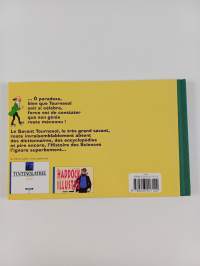 ... Ô paradoxe,
bien que Tournesol
soit si célèbre,
force est de constater
que son génie
reste méconnu !
Le Savant Tournesol, le très grand savant,
reste invraisemblablement absent
des dictionnaires, des encyclopédies
et pire encore, l'Histoire des Sciences
l'ignore superbement...
HADDOCK
ILLUSTRÉ